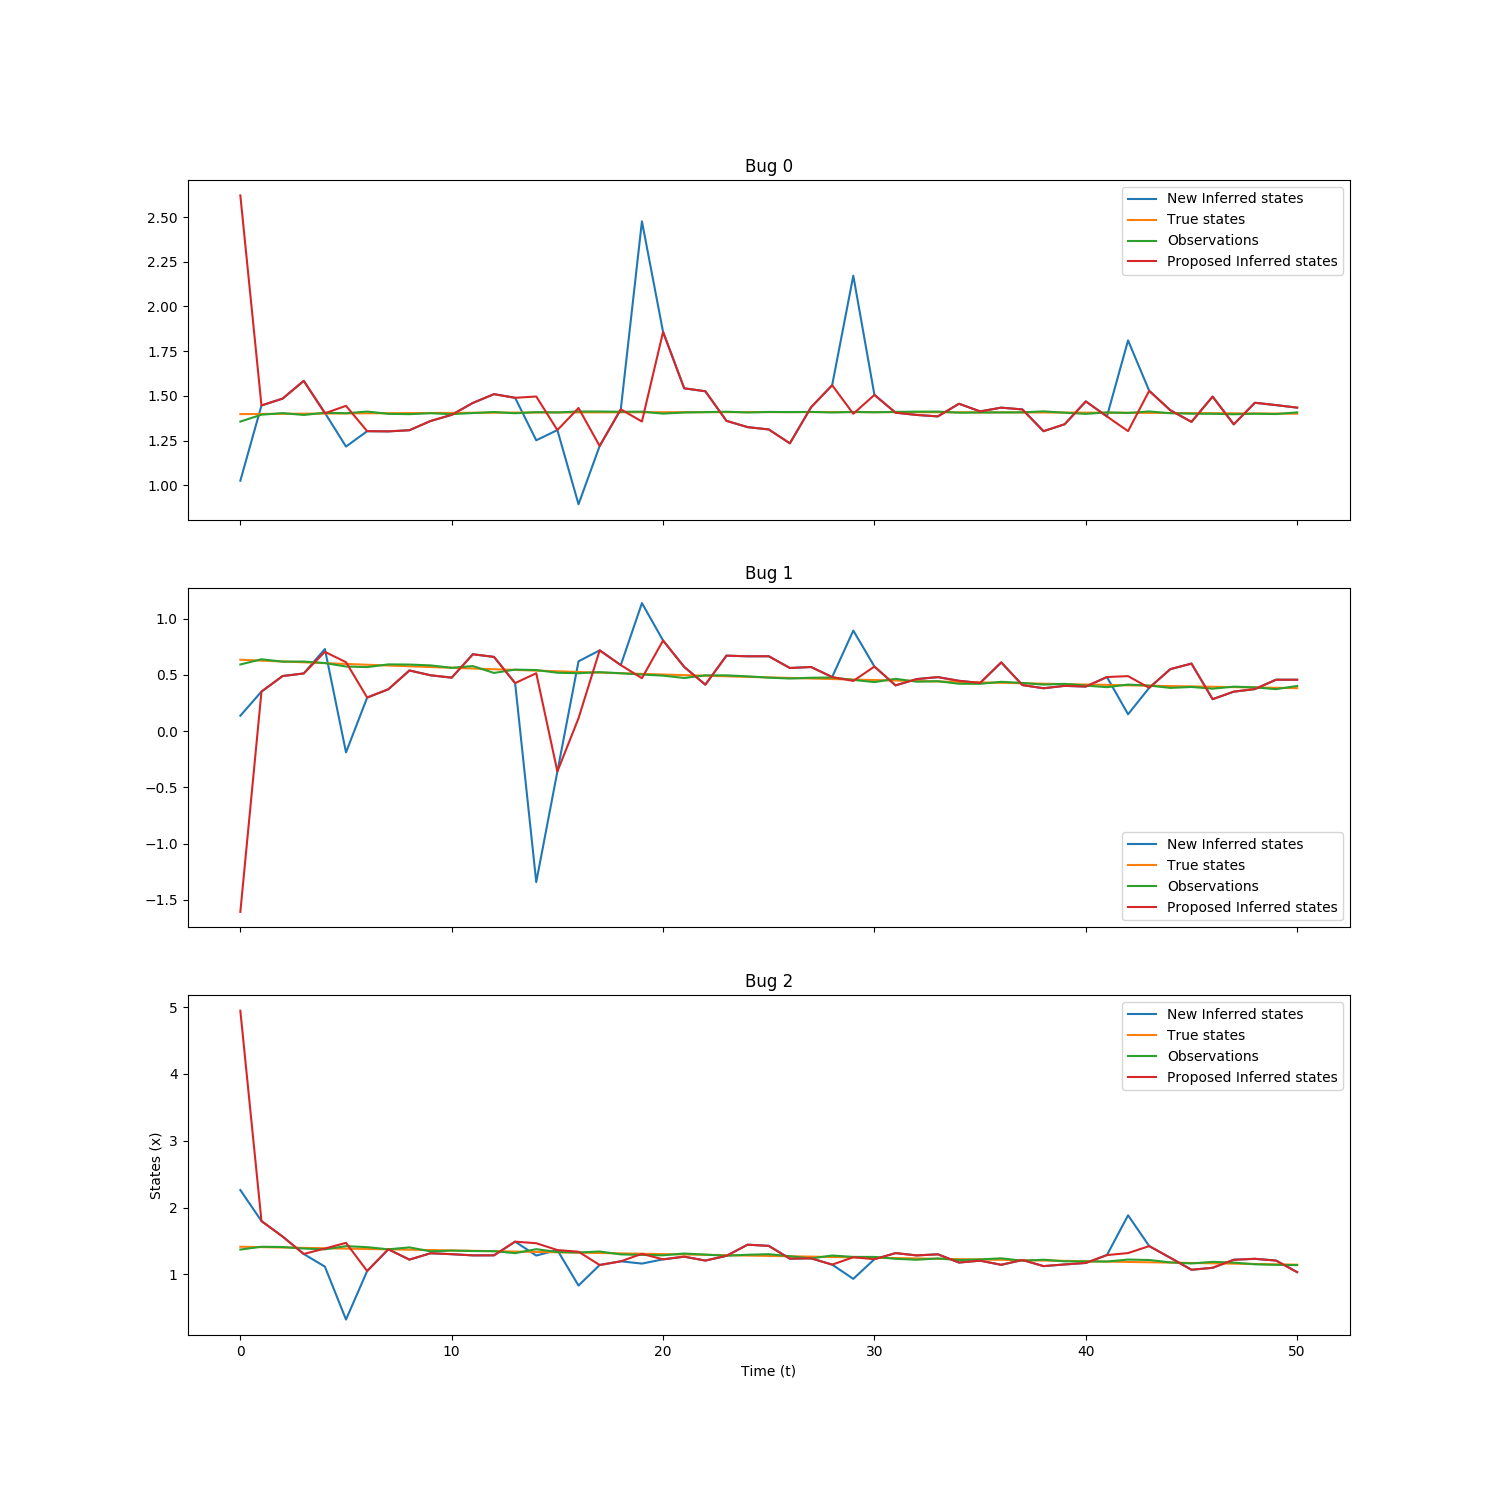 Bug 0
2.50
2.25
2.00
1.75
1.50
1.25
1.00
New Inferred states
True states
Observations
Proposed Inferred states
Bug 1
1.0
0.5
0.0
−0.5
−1.0
−1.5
New Inferred states
True states
Observations
Proposed Inferred states
Bug 2
States (x)
5
4
3
2
1
New Inferred states
True states
Observations
Proposed Inferred states
0 10 20 30 40 50
Time (t)